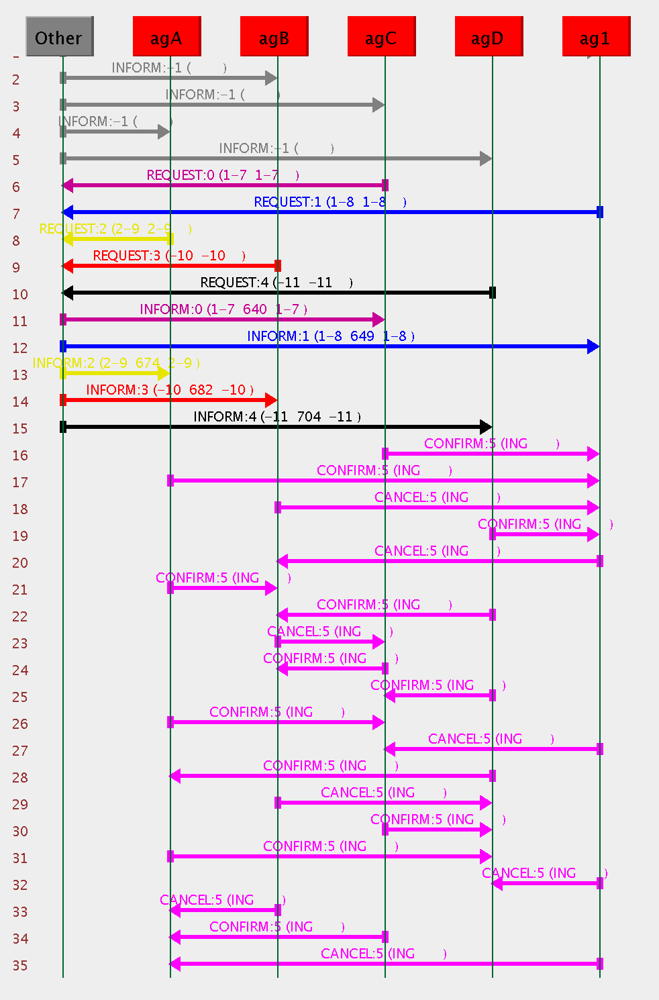 Other agA agB agC agD ag1
INFORM:-1 ( )
2
INFORM:-1 ( )
3
INFORM:-1 ( )
4
INFORM:-1 ( )
5
REQUEST:0 (1-7 1-7 )
6
REQUEST:1 (1-8 1-8 )
7
REQUEST:2 (2-9 2-9 )
8
REQUEST:3 (-10 -10 )
9
REQUEST:4 (-11 -11 )
10
INFORM:0 (1-7 640 1-7 )
11
INFORM:1 (1-8 649 1-8 )
12
INFORM:2 (2-9 674 2-9 )
13
INFORM:3 (-10 682 -10 )
14
INFORM:4 (-11 704 -11 )
15
CONFIRM:5 (ING )
16
CONFIRM:5 (ING )
17
CANCEL:5 (ING )
18
CONFIRM:5 (ING )
19
CANCEL:5 (ING )
20
CONFIRM:5 (ING )
21
CONFIRM:5 (ING )
22
CANCEL:5 (ING )
23
CONFIRM:5 (ING )
24
CONFIRM:5 (ING )
25
CONFIRM:5 (ING )
26
CANCEL:5 (ING )
27
CONFIRM:5 (ING )
28
CANCEL:5 (ING )
29
CONFIRM:5 (ING )
30
CONFIRM:5 (ING )
31
CANCEL:5 (ING )
32
CANCEL:5 (ING )
33
CONFIRM:5 (ING )
34
CANCEL:5 (ING )
35